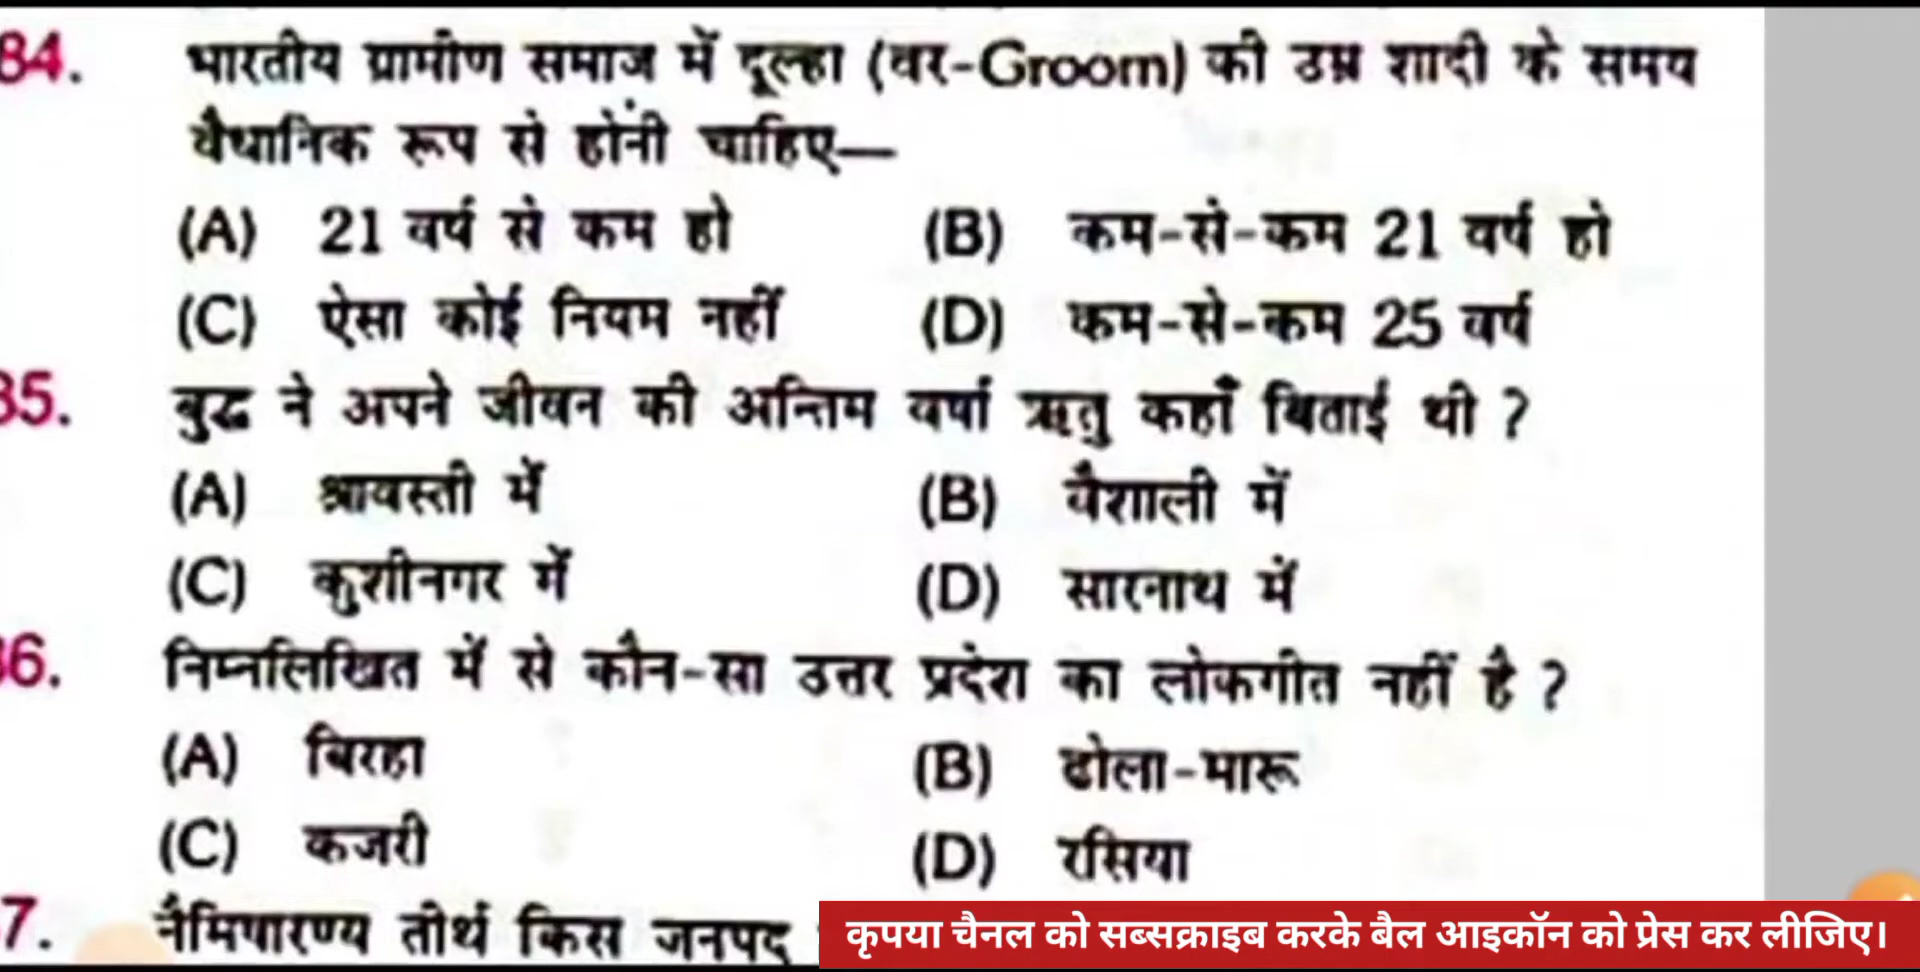 84. भारतीय ग्रामीण समाज में दूल्हा (वर-Groom) की उम्र शादी के समय
वैधानिक रूप से होनी चाहिए—
(A) 21 वर्ष से कम हो (B) कम-से-कम 21 वर्ष हो
(C) ऐसा कोई नियम नहीं (D) कम-से-कम 25 वर्ष
85. बुद्ध ने अपने जीवन की अन्तिम वर्षा ऋतु कहाँ बिताई थी ?
(A) श्रावस्ती में (B) वैशाली में
(C) कुशीनगर में (D) सारनाथ में
86. निम्नलिखित में से कौन-सा उत्तर प्रदेश का लोकगीत नहीं है ?
(A) बिरहा (B) ढोला-मारू
(C) कजरी (D) रसिया
7. नैमिषारण्य तीर्थ किस जनपद
कृपया चैनल को सब्सक्राइब करके बैल आइकॉन को प्रेस कर लीजिए।